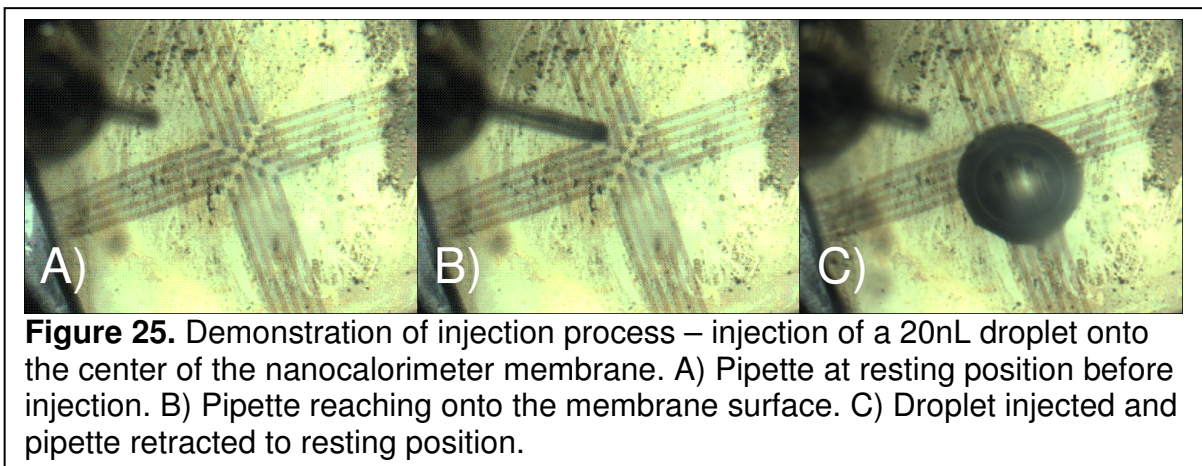 A)
B)
C)
Figure 25. Demonstration of injection process – injection of a 20nL droplet onto
the center of the nanocalorimeter membrane. A) Pipette at resting position before
injection. B) Pipette reaching onto the membrane surface. C) Droplet injected and
pipette retracted to resting position.